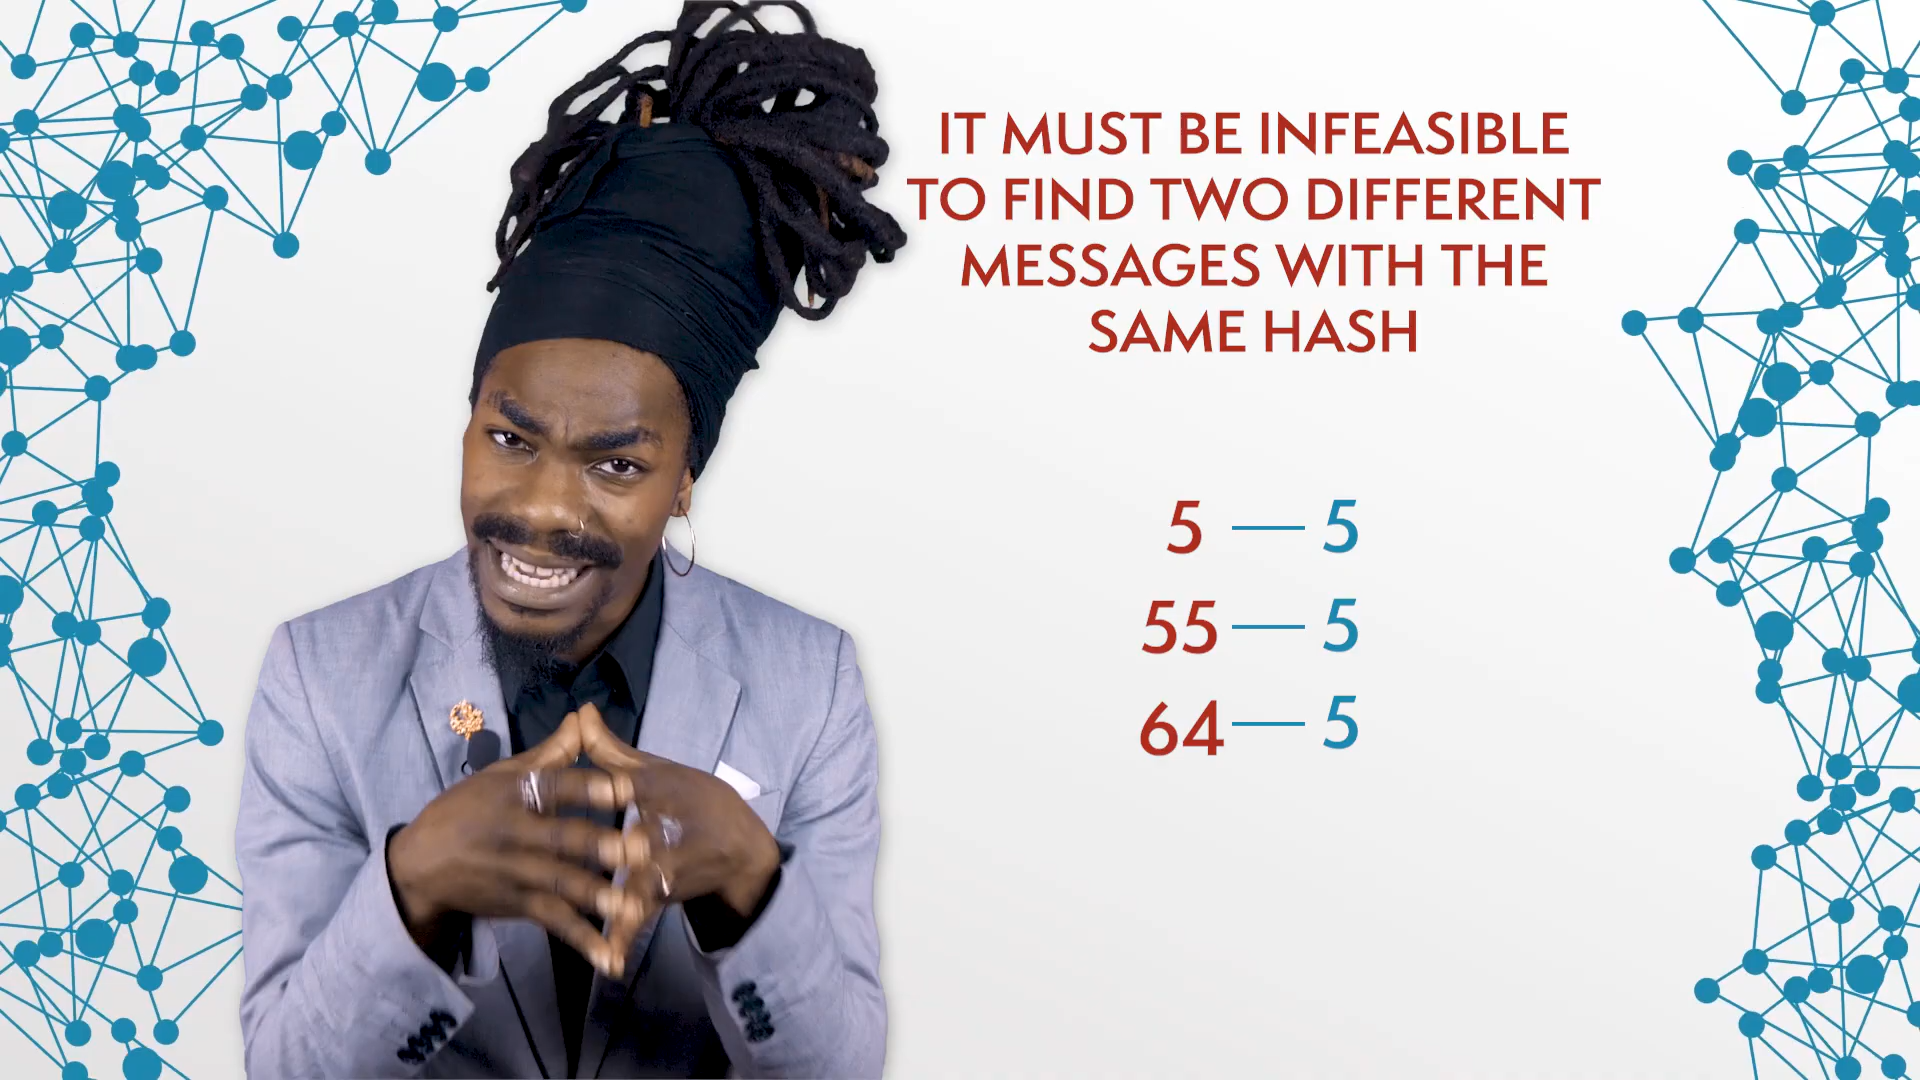 IT MUST BE INFEASIBLE
TO FIND TWO DIFFERENT
MESSAGES WITH THE
SAME HASH
5 — 5
55 — 5
64 — 5